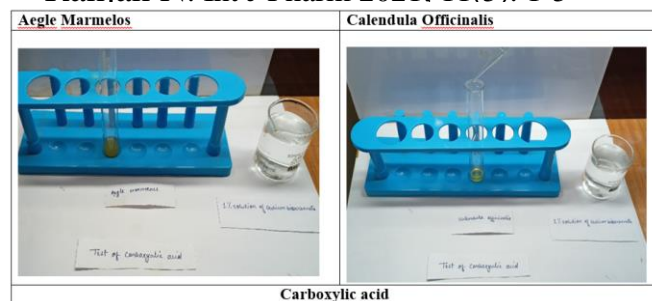 Aegle Marmelos
Calendula Officinalis
Aegle marmelos
1% solution of sodium bicarbonate
Test of carboxylic acid
calendula officinalis
1% solution of sodium bicarbonate
Test of carboxylic acid
Carboxylic acid